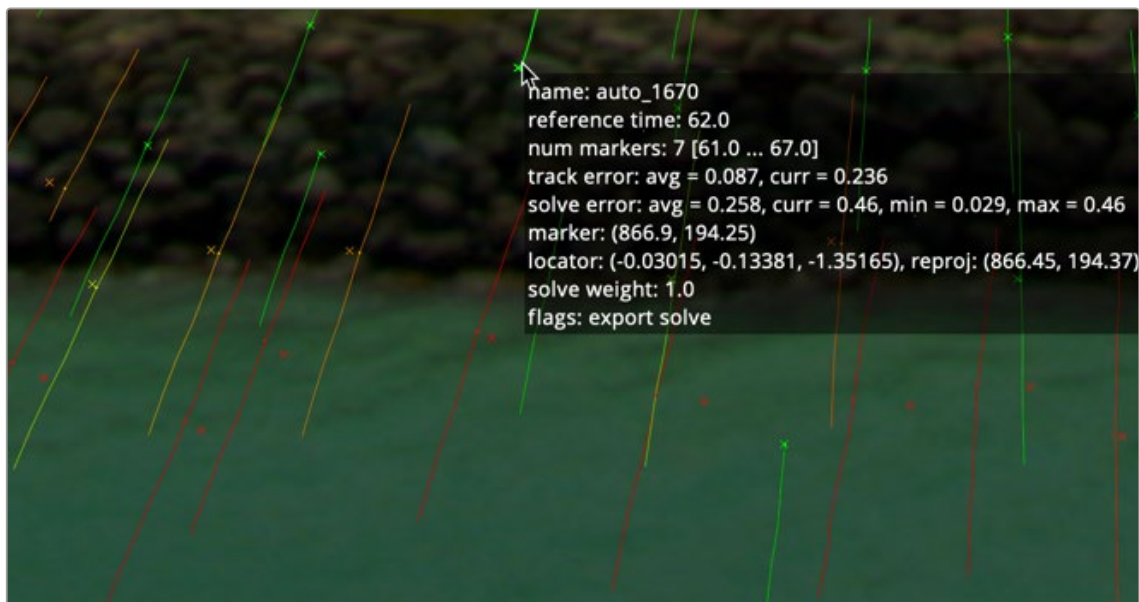 name: auto_1670
reference time: 62.0
num markers: 7 [61.0 ... 67.0]
track error: avg = 0.087, curr = 0.236
solve error: avg = 0.258, curr = 0.46, min = 0.029, max = 0.46
marker: (866.9, 194.25)
locator: (-0.03015, -0.13381, -1.35165), reproj: (866.45, 194.37)
solve weight: 1.0
flags: export solve